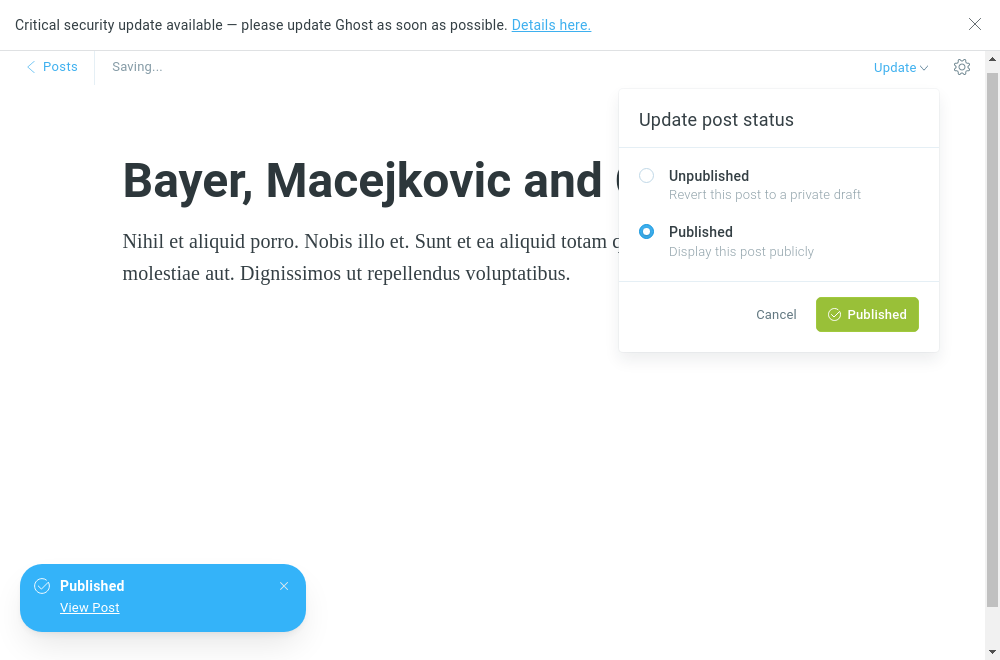 Critical security update available — please update Ghost as soon as possible. Details here.
Posts
Saving...
Update
Update post status
Unpublished
Revert this post to a private draft
Published
Display this post publicly
Cancel
Published
Bayer, Macejkovic and
Nihil et aliquid porro. Nobis illo et. Sunt et ea aliquid totam
molestiae aut. Dignissimos ut repellendus voluptatibus.
Published
View Post